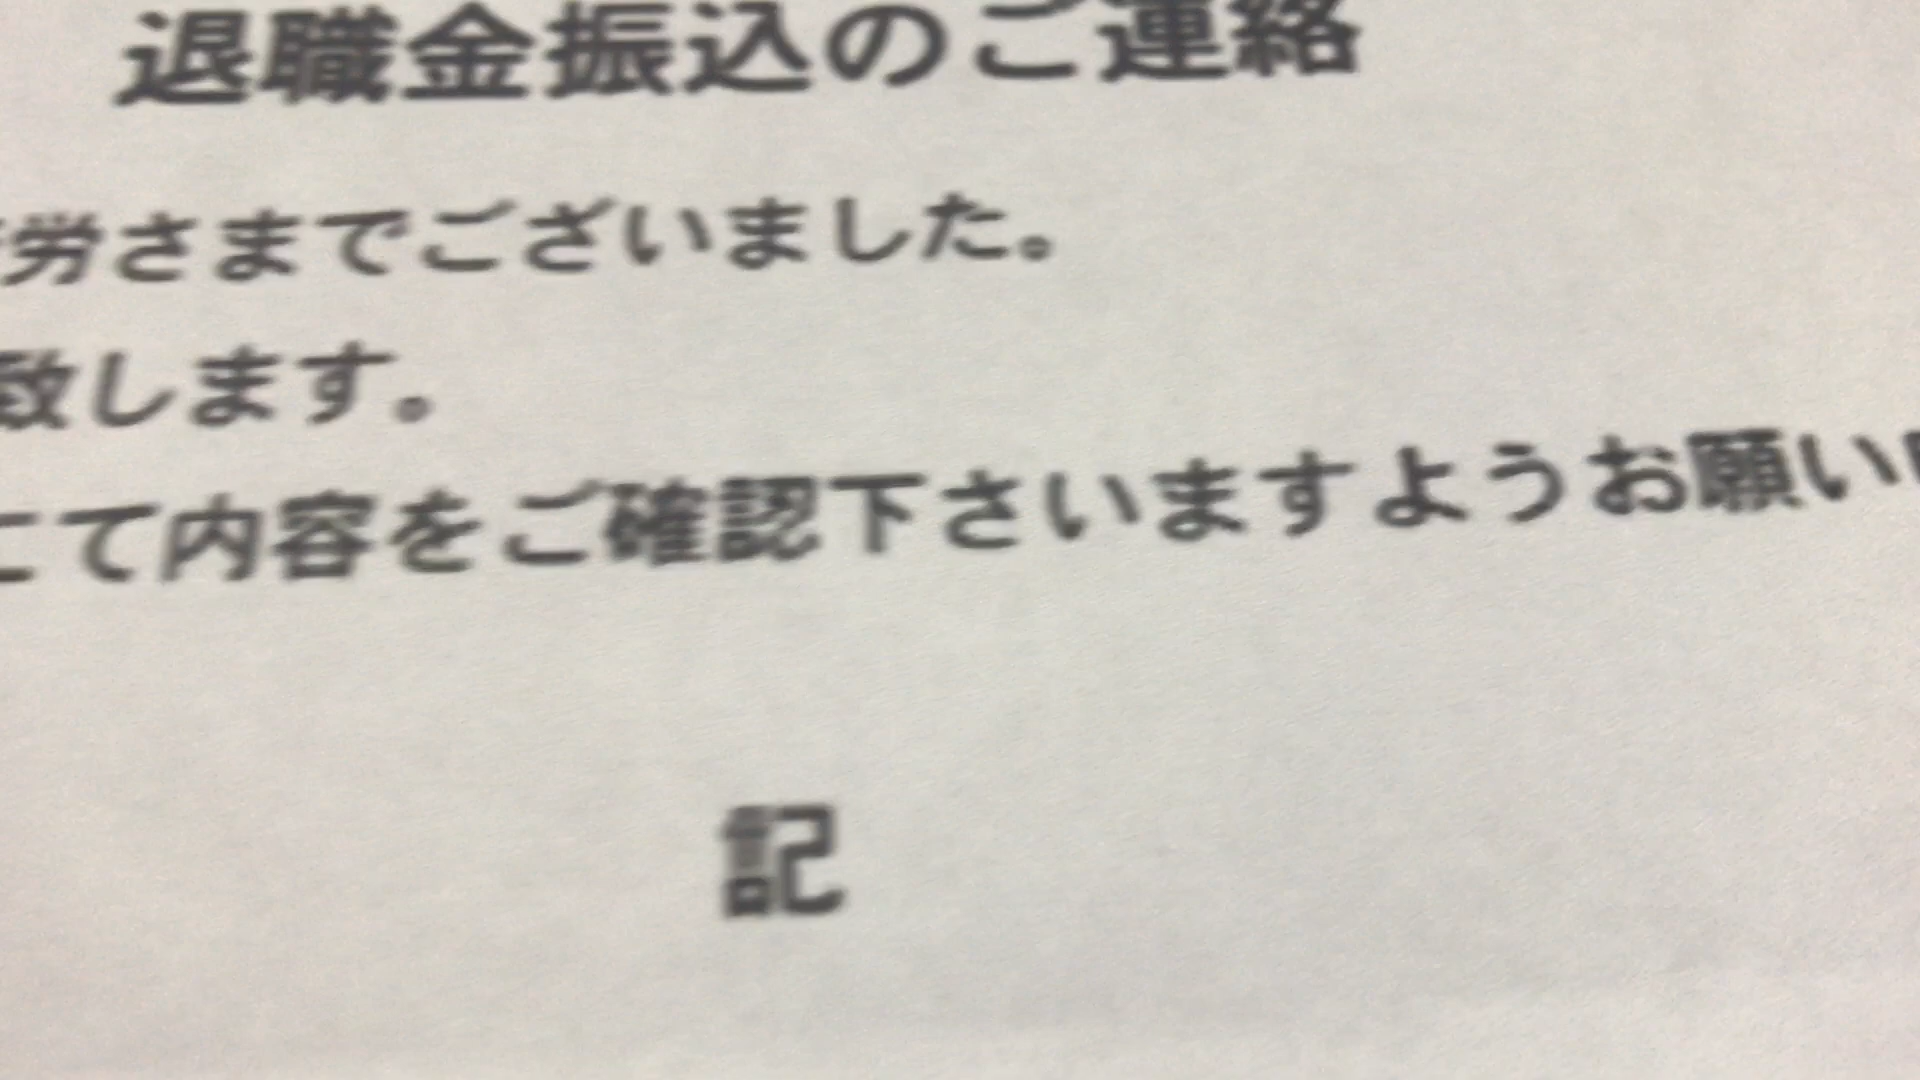 退職金振込のご連絡
労さまでございました。
致します。
にて内容をご確認下さいますようお願い
記